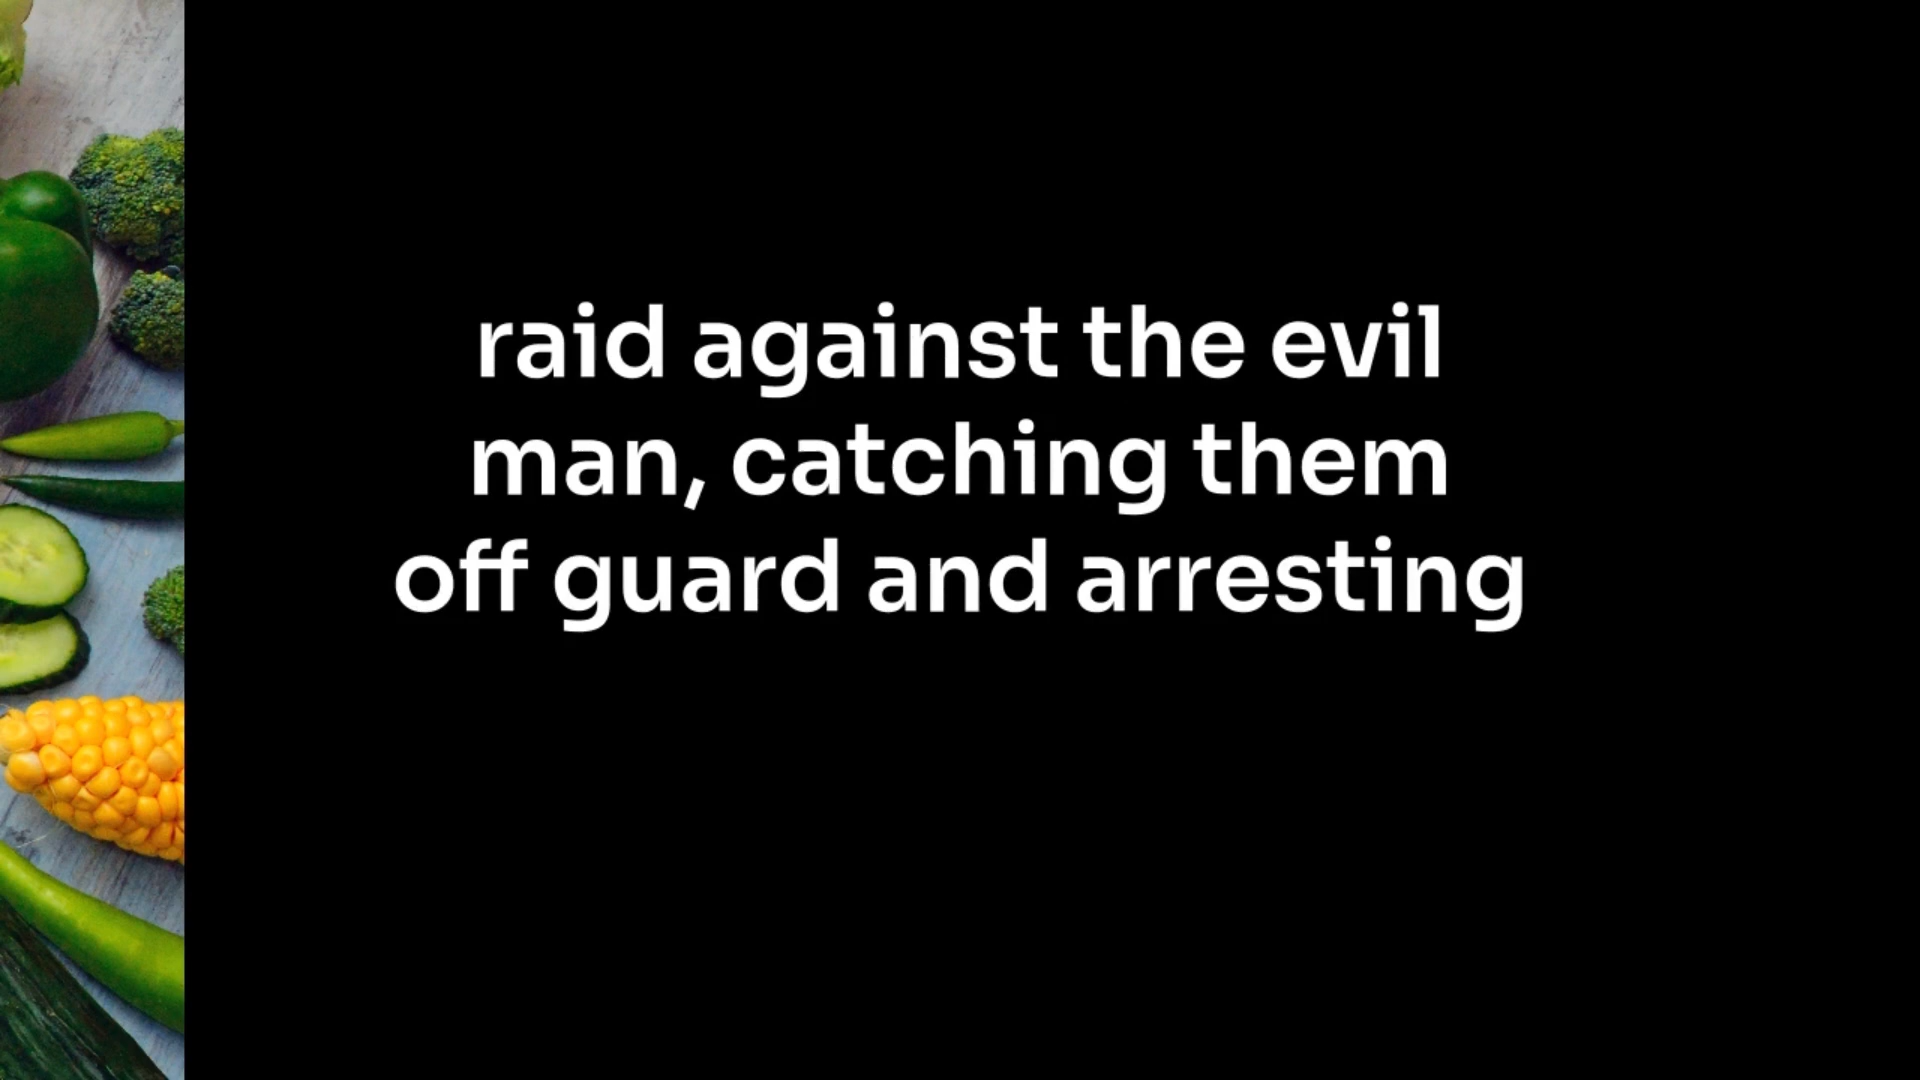 raid against the evil
man, catching them
off guard and arresting